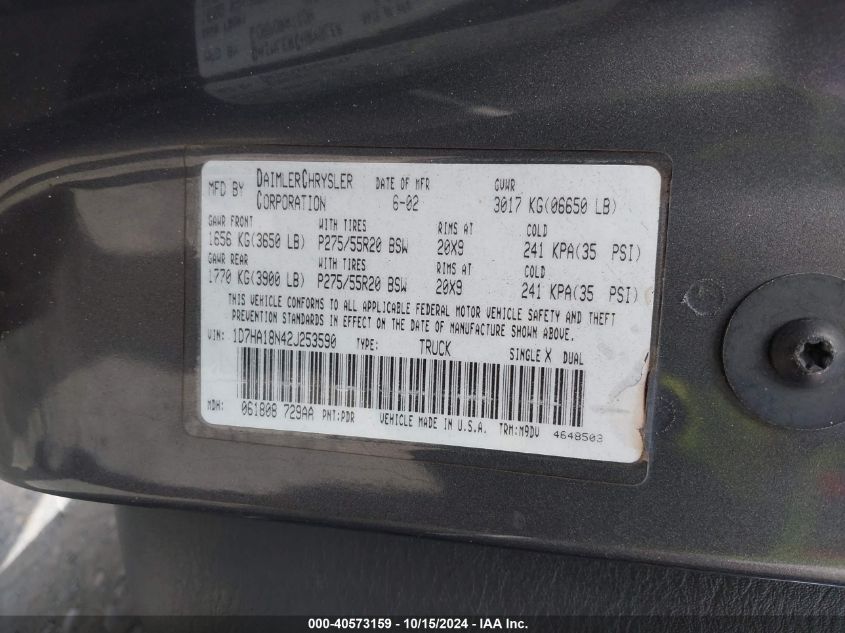 MFD BY DAIMLERCHRYSLER CORPORATION DATE OF MFR 6-02 GVWR 3017 KG(06650 LB)
GAWR FRONT WITH TIRES RIMS AT COLD
1656 KG(3650 LB) P275/55R20 BSW 20X9 241 KPA(35 PSI)
GAWR REAR WITH TIRES RIMS AT COLD
1770 KG(3900 LB) P275/55R20 BSW 20X9 241 KPA(35 PSI)
THIS VEHICLE CONFORMS TO ALL APPLICABLE FEDERAL MOTOR VEHICLE SAFETY AND THEFT
PREVENTION STANDARDS IN EFFECT ON THE DATE OF MANUFACTURE SHOWN ABOVE.
VIN: 1D7HA18N42J253590 TYPE: TRUCK SINGLE X DUAL
MDH: 061808 729AA PNT:PDR VEHICLE MADE IN U.S.A. TRM:M9DV 4648503
000-40573159 - 10/15/2024 - IAAI.com